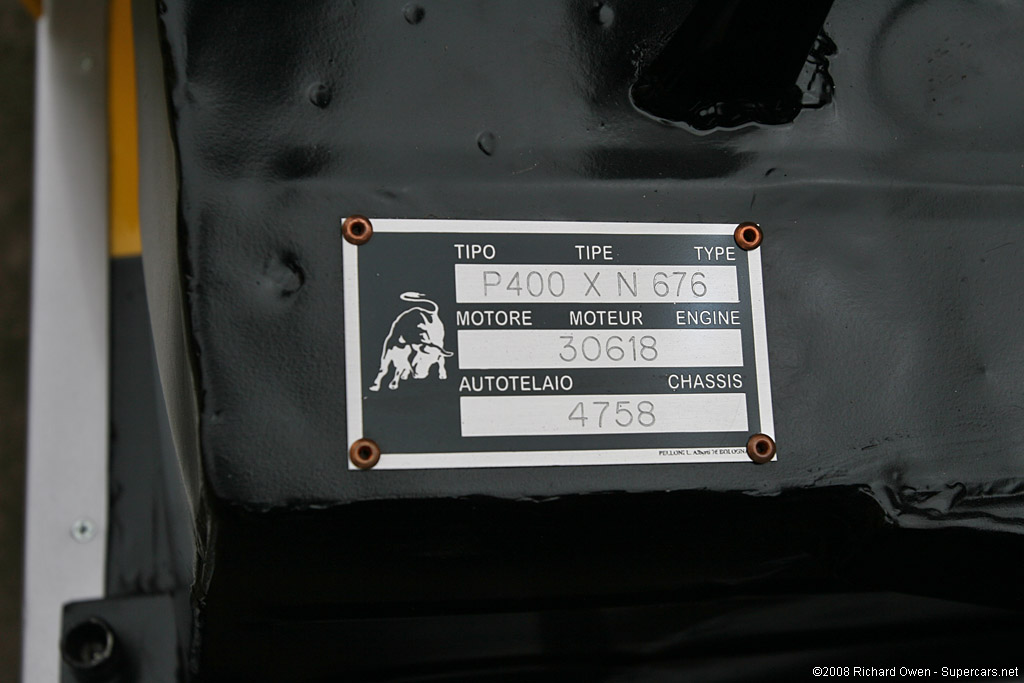 TIPO TIPE TYPE
P400 X N 676
MOTORE MOTEUR ENGINE
30618
AUTOTELAIO CHASSIS
4758
©2008 Richard Owen - Supercars.net